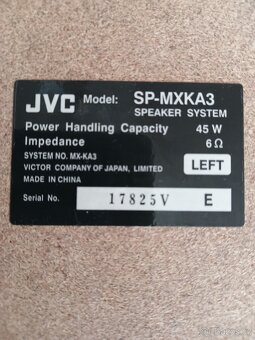 JVC Model: SP-MXKA3
SPEAKER SYSTEM
Power Handling Capacity 45 W
Impedance 6Ω
SYSTEM NO. MX-KA3
VICTOR COMPANY OF JAPAN, LIMITED
MADE IN CHINA
LEFT
Serial No. 17825V E